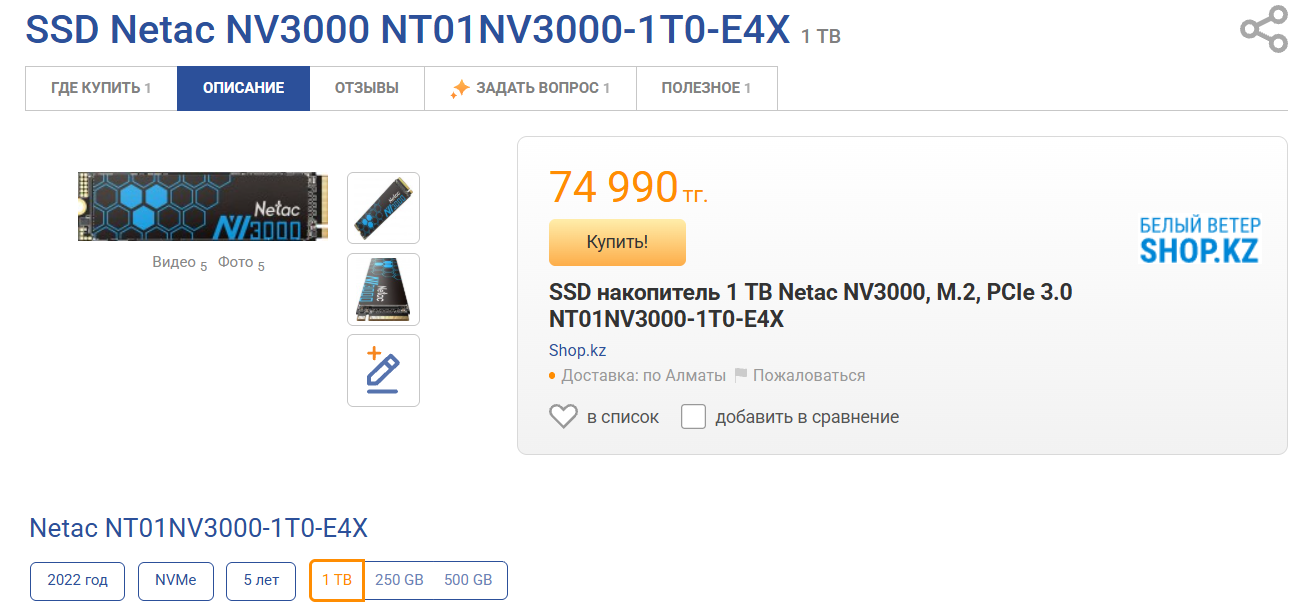 SSD Netac NV3000 NT01NV3000-1T0-E4X 1 TB
ГДЕ КУПИТЬ 1
ОПИСАНИЕ
ОТЗЫВЫ
ЗАДАТЬ ВОПРОС 1
ПОЛЕЗНОЕ 1
Netac
NV3000
Видео 5 Фото 5
74 990 тг.
Купить!
БЕЛЫЙ ВЕТЕР
SHOP.KZ
SSD накопитель 1 TB Netac NV3000, M.2, PCIe 3.0
NT01NV3000-1T0-E4X
Shop.kz
Доставка: по Алматы Пожаловаться
в список добавить в сравнение
Netac NT01NV3000-1T0-E4X
2022 год NVMe 5 лет 1 TB 250 GB 500 GB